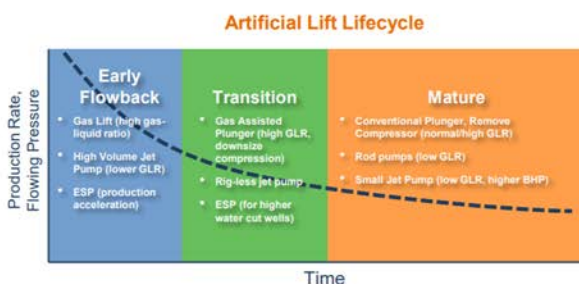 Artificial Lift Lifecycle
Production Rate,
Flowing Pressure
Early
Flowback
• Gas Lift (high gas-
liquid ratio)
• High Volume Jet
Pump (lower GLR)
• ESP (production
acceleration)
Transition
• Gas Assisted
Plunger (high GLR,
downsize
compression)
• Rig-less jet pump
• ESP (for higher
water cut wells)
Mature
• Conventional Plunger, Remove
Compressor (normal/high GLR)
• Rod pumps (low GLR)
• Small Jet Pump (low GLR, higher BHP)
Time